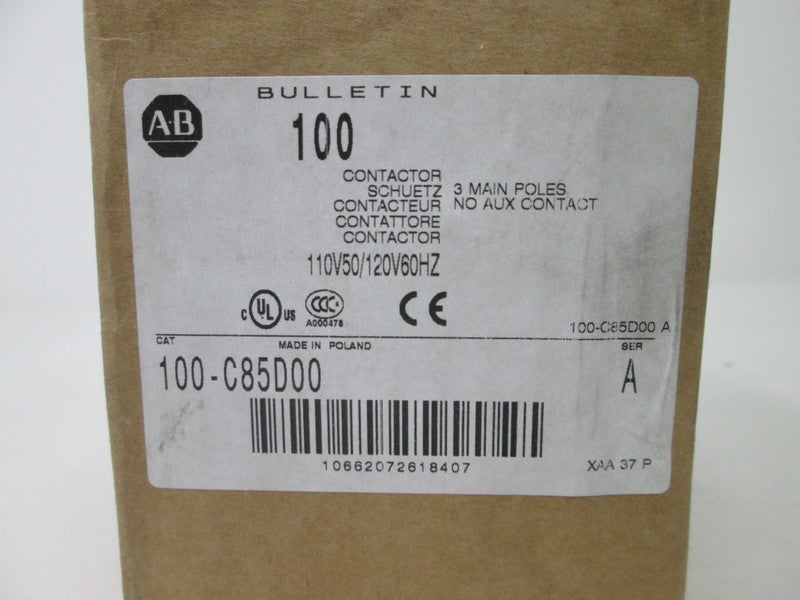 BULLETIN
A-B
100
CONTACTOR
SCHUETZ 3 MAIN POLES
CONTACTEUR NO AUX CONTACT
CONTATTORE
CONTACTOR
110V50/120V60HZ
C UL US
CCC
A000478
CE
100-C85D00 A
CAT
MADE IN POLAND
SER
100-C85D00
A
10662072618407
XAA 37 P